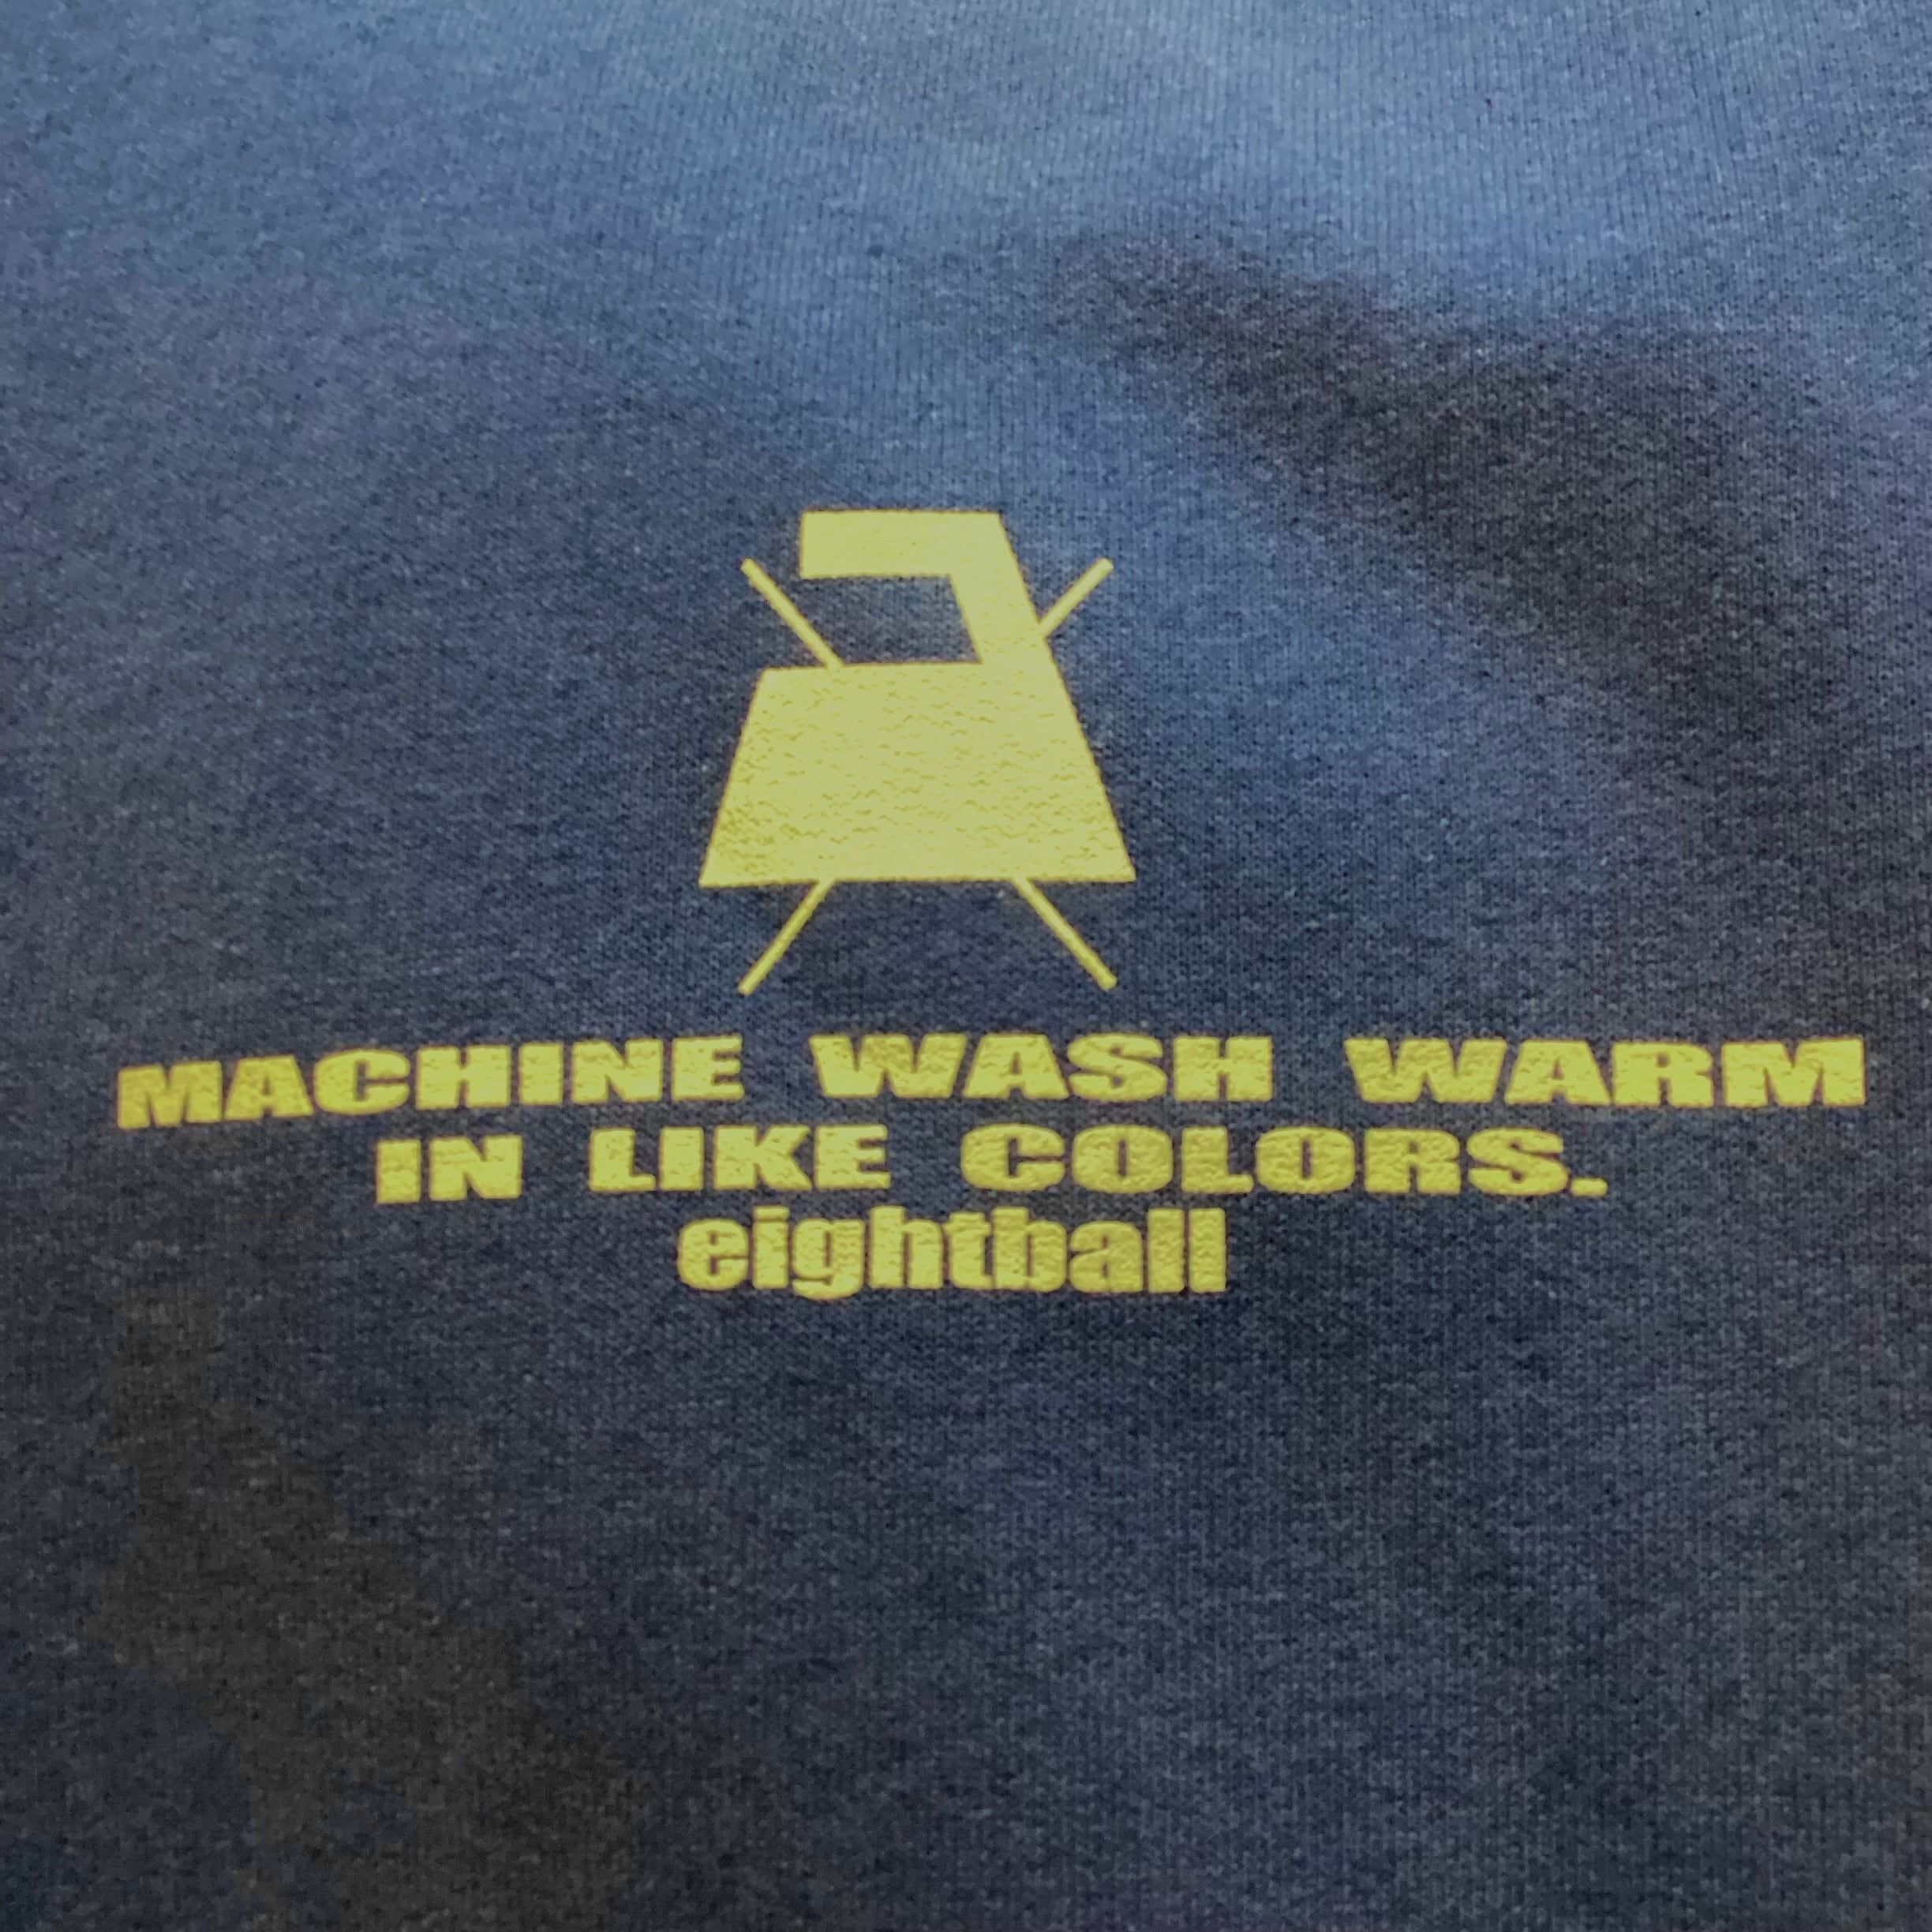 MACHINE WASH WARM
IN LIKE COLORS.
eightball